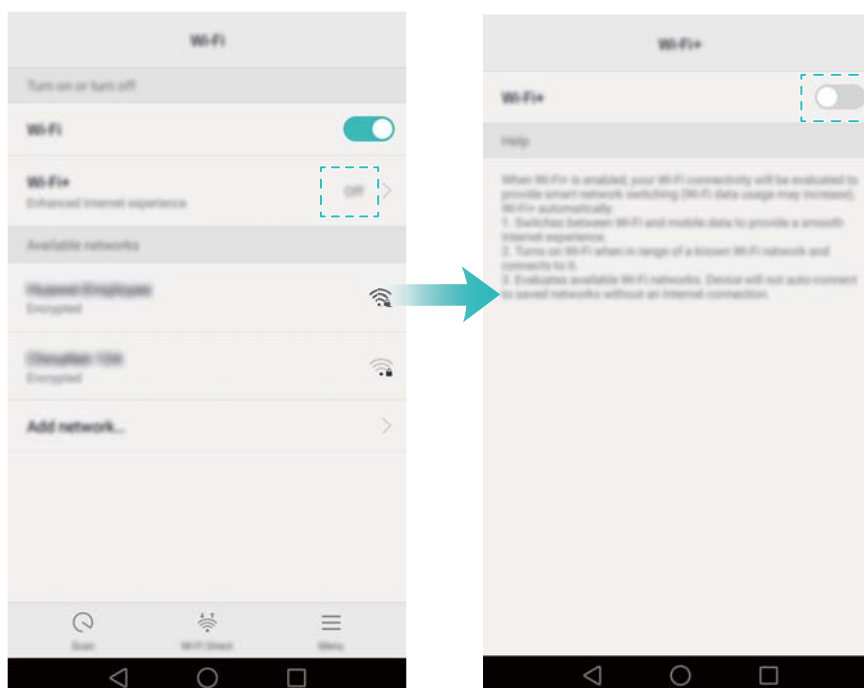 Wi-Fi
Turn on or turn off
Wi-Fi
Wi-Fi+
Enhanced internet experience
Off
Available networks
Huawei-Employee
Encrypted
ChinaNet-104
Encrypted
Add network...
Scan
Wi-Fi Direct
Menu
Wi-Fi+
Wi-Fi+
Help
When Wi-Fi+ is enabled, your Wi-Fi connectivity will be evaluated to
provide smart network switching (Wi-Fi data usage may increase).
Wi-Fi+ automatically:
1. Switches between Wi-Fi and mobile data to provide a smooth
internet experience.
2. Turns on Wi-Fi when in range of a known Wi-Fi network and
connects to it.
3. Evaluates available Wi-Fi networks. Device will not auto-connect
to saved networks without an Internet connection.